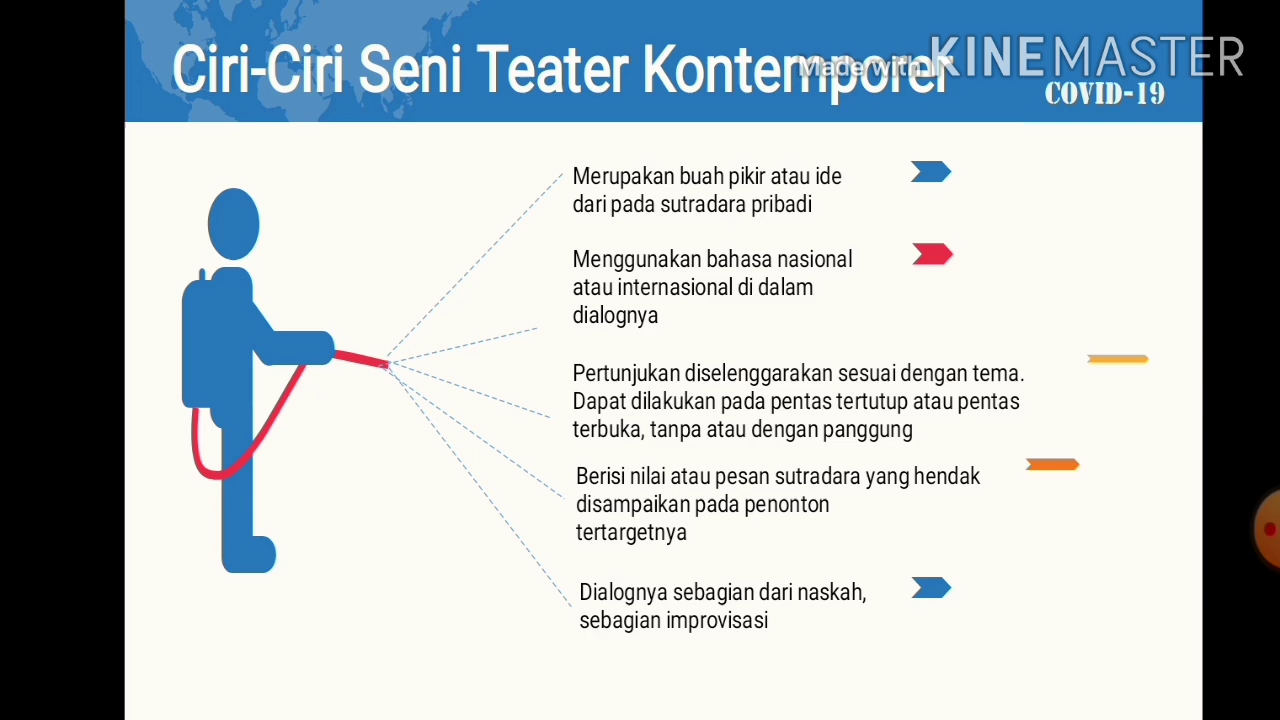 Ciri-Ciri Seni Teater Kontemporer
Made with KINEMASTER
COVID-19
Merupakan buah pikir atau ide
dari pada sutradara pribadi
Menggunakan bahasa nasional
atau internasional di dalam
dialognya
Pertunjukan diselenggarakan sesuai dengan tema.
Dapat dilakukan pada pentas tertutup atau pentas
terbuka, tanpa atau dengan panggung
Berisi nilai atau pesan sutradara yang hendak
disampaikan pada penonton
tertargetnya
Dialognya sebagian dari naskah,
sebagian improvisasi